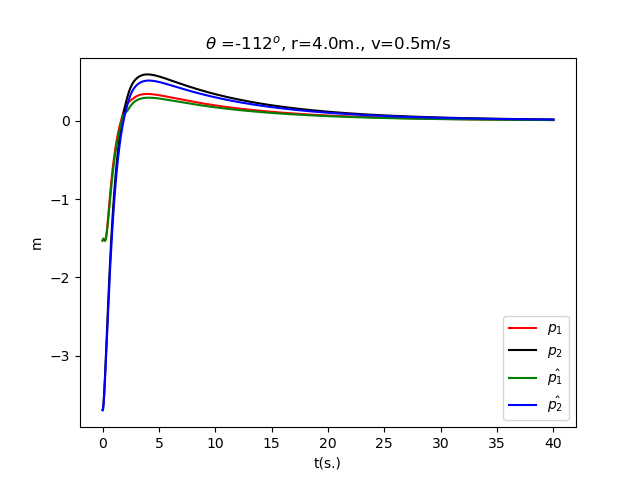 θ =-112°, r=4.0m., v=0.5m/s
0
−1
−2
−3
m
p₁
p₂
p̂₁
p̂₂
0 5 10 15 20 25 30 35 40
t(s.)